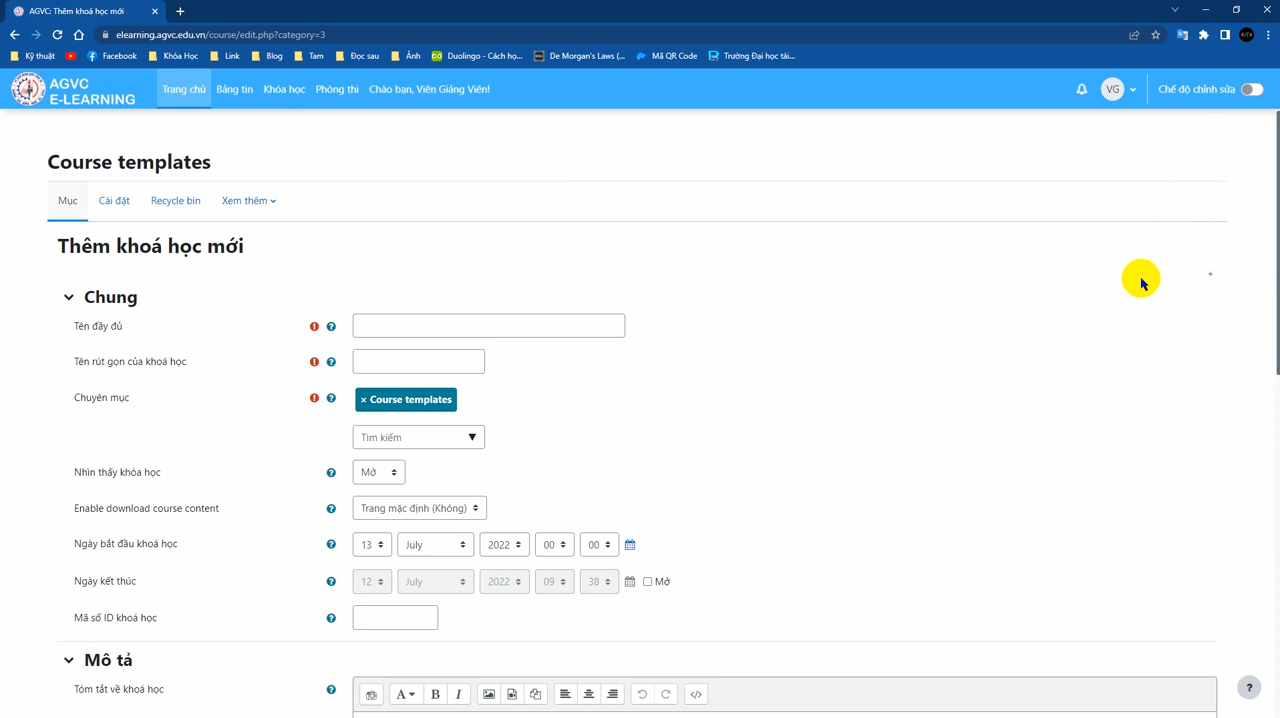 AGVC: Thêm khoá học mới
elearning.agvc.edu.vn/course/edit.php?category=3
Kỹ thuật Facebook Khóa Học Link Blog Tam Đọc sau Ảnh Duolingo - Cách họ... De Morgan's Laws (... Mã QR Code Trường Đại học tài...
AGVC
E-LEARNING
Trang chủ Bảng tin Khóa học Phòng thi Chào bạn, Viên Giảng Viên! VG Chế độ chỉnh sửa
Course templates
Mục Cài đặt Recycle bin Xem thêm
Thêm khoá học mới
Chung
Tên đầy đủ
Tên rút gọn của khoá học
Chuyên mục × Course templates
Tìm kiếm ▼
Nhìn thấy khóa học Mở
Enable download course content Trang mặc định (Không)
Ngày bắt đầu khoá học 13 July 2022 00 00
Ngày kết thúc 12 July 2022 09 38 Mở
Mã số ID khoá học
Mô tả
Tóm tắt về khoá học A B I </>